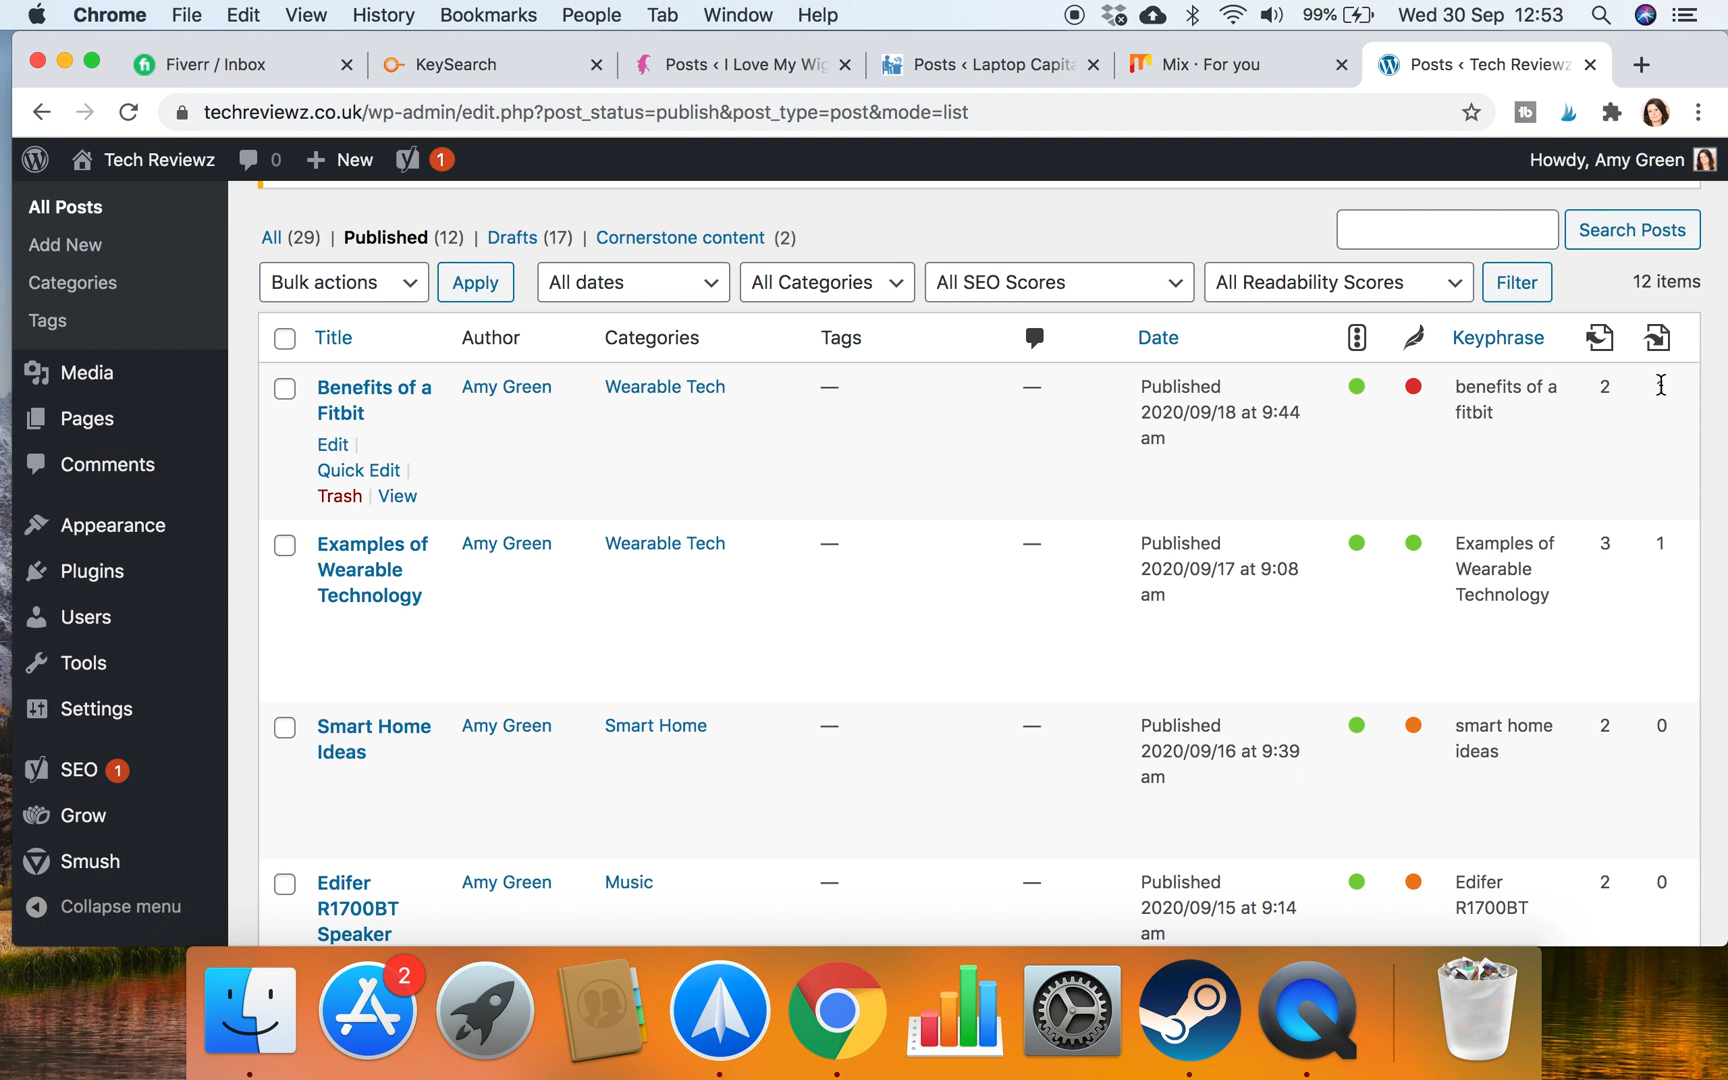 Chrome File Edit View History Bookmarks People Tab Window Help 99% Wed 30 Sep 12:53
Fiverr / Inbox KeySearch Posts ‹ I Love My Wig Posts ‹ Laptop Capita Mix · For you Posts ‹ Tech Reviewz
techreviewz.co.uk/wp-admin/edit.php?post_status=publish&post_type=post&mode=list
Tech Reviewz 0 + New 1 Howdy, Amy Green
All Posts
Add New
Categories
Tags
Media
Pages
Comments
Appearance
Plugins
Users
Tools
Settings
SEO 1
Grow
Smush
Collapse menu
All (29) | Published (12) | Drafts (17) | Cornerstone content (2)
Search Posts
Bulk actions Apply All dates All Categories All SEO Scores All Readability Scores Filter 12 items
Title Author Categories Tags Date Keyphrase
Benefits of a Amy Green Wearable Tech — — Published benefits of a 2
Fitbit 2020/09/18 at 9:44 fitbit
am
Edit |
Quick Edit |
Trash | View
Examples of Amy Green Wearable Tech — — Published Examples of 3 1
Wearable 2020/09/17 at 9:08 Wearable
Technology am Technology
Smart Home Amy Green Smart Home — — Published smart home 2 0
Ideas 2020/09/16 at 9:39 ideas
am
Edifer Amy Green Music — — Published Edifer 2 0
R1700BT 2020/09/15 at 9:14 R1700BT
Speaker am
2